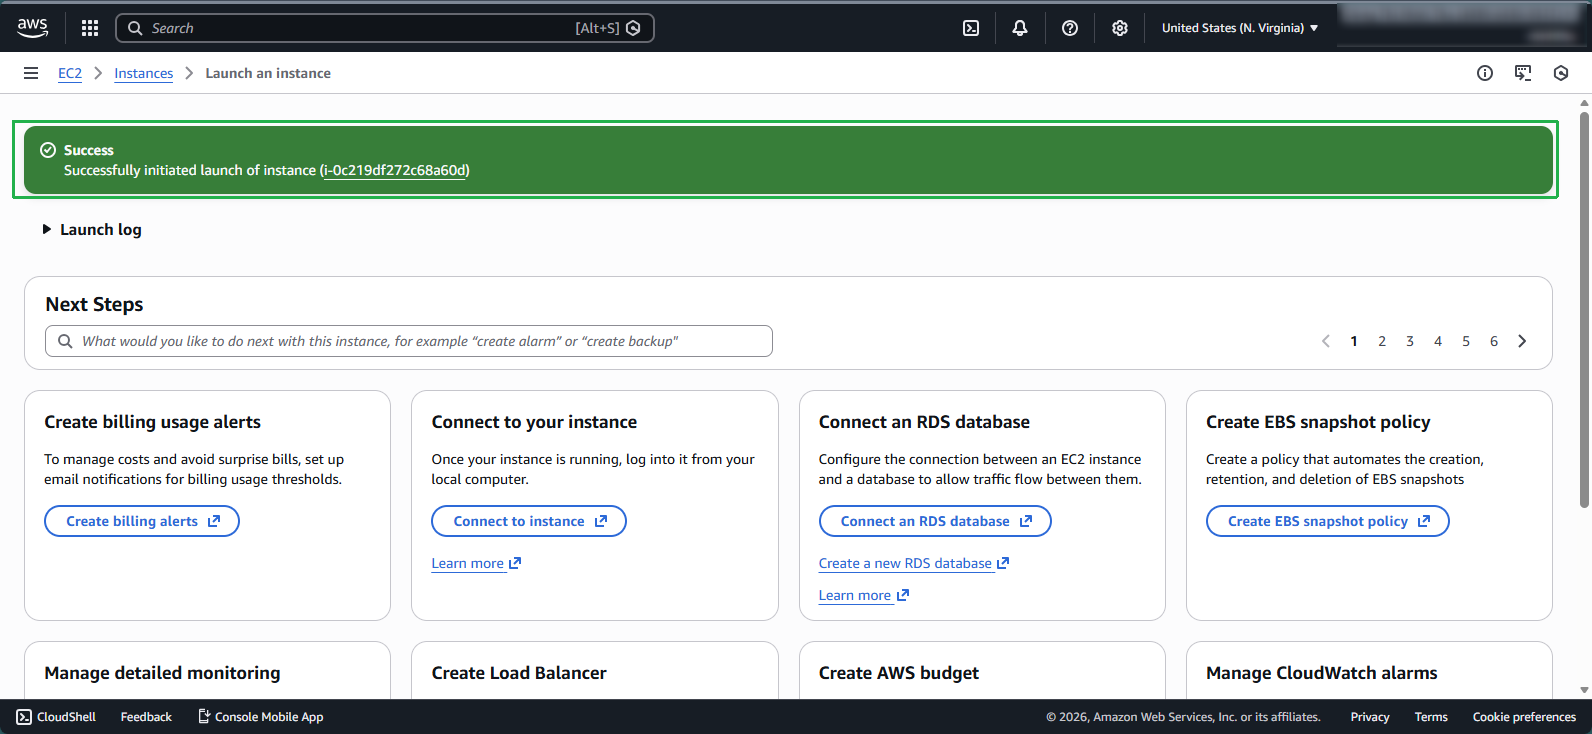 aws
Search [Alt+S]
United States (N. Virginia)
EC2 Instances Launch an instance
Success
Successfully initiated launch of instance (i-0c219df272c68a60d)
Launch log
Next Steps
What would you like to do next with this instance, for example “create alarm” or “create backup"
1 2 3 4 5 6
Create billing usage alerts
To manage costs and avoid surprise bills, set up
email notifications for billing usage thresholds.
Create billing alerts
Connect to your instance
Once your instance is running, log into it from your
local computer.
Connect to instance
Learn more
Connect an RDS database
Configure the connection between an EC2 instance
and a database to allow traffic flow between them.
Connect an RDS database
Create a new RDS database
Learn more
Create EBS snapshot policy
Create a policy that automates the creation,
retention, and deletion of EBS snapshots
Create EBS snapshot policy
Manage detailed monitoring
Create Load Balancer
Create AWS budget
Manage CloudWatch alarms
CloudShell Feedback Console Mobile App
© 2026, Amazon Web Services, Inc. or its affiliates. Privacy Terms Cookie preferences